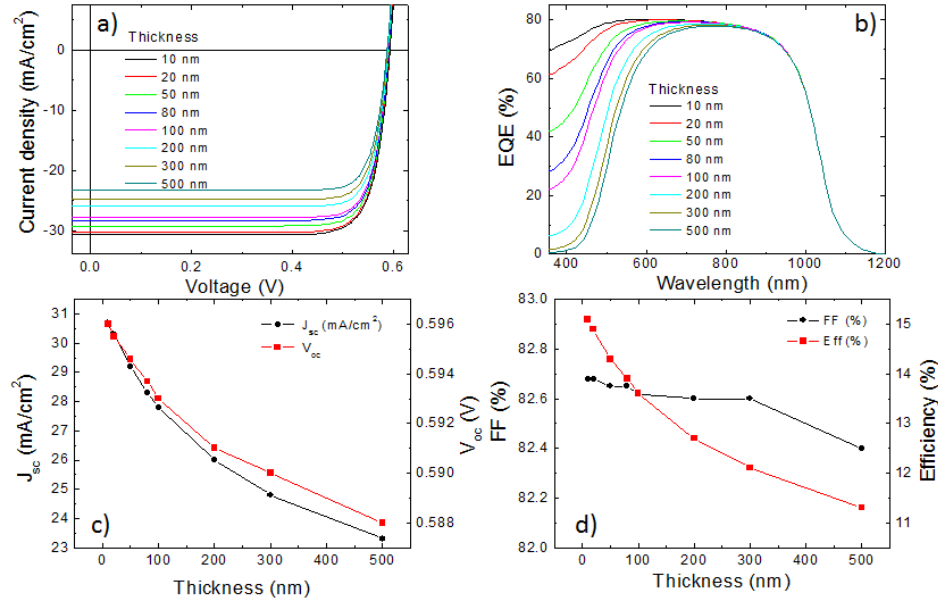 a)
Thickness
10 nm
20 nm
50 nm
80 nm
100 nm
200 nm
300 nm
500 nm
0
-10
-20
-30
Current density (mA/cm²)
0.0 0.2 0.4 0.6
Voltage (V)
b)
Thickness
10 nm
20 nm
50 nm
80 nm
100 nm
200 nm
300 nm
500 nm
80
60
40
20
0
EQE (%)
400 600 800 1000 1200
Wavelength (nm)
c)
J_sc (mA/cm²)
V_oc
31
30
29
28
27
26
25
24
23
J_sc (mA/cm²)
0.596
0.594
0.592
0.590
0.588
V_oc (V)
0 100 200 300 400 500
Thickness (nm)
d)
FF (%)
Eff (%)
83.0
82.8
82.6
82.4
82.2
82.0
FF (%)
15
14
13
12
11
Efficiency (%)
0 100 200 300 400 500
Thickness (nm)